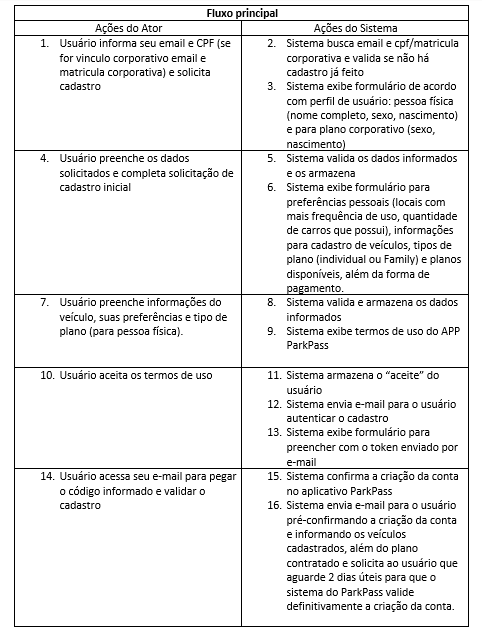 Fluxo principal
Ações do Ator
Ações do Sistema
1. Usuário informa seu email e CPF (se
for vinculo corporativo email e
matricula corporativa) e solicita
cadastro
2. Sistema busca email e cpf/matricula
corporativa e valida se não há
cadastro já feito
3. Sistema exibe formulário de acordo
com perfil de usuário: pessoa física
(nome completo, sexo, nascimento)
e para plano corporativo (sexo,
nascimento)
4. Usuário preenche os dados
solicitados e completa solicitação de
cadastro inicial
5. Sistema valida os dados informados
e os armazena
6. Sistema exibe formulário para
preferências pessoais (locais com
mais frequência de uso, quantidade
de carros que possui), informações
para cadastro de veículos, tipos de
plano (individual ou Family) e planos
disponíveis, além da forma de
pagamento.
7. Usuário preenche informações do
veículo, suas preferências e tipo de
plano (para pessoa física).
8. Sistema valida e armazena os dados
informados
9. Sistema exibe termos de uso do APP
ParkPass
10. Usuário aceita os termos de uso
11. Sistema armazena o “aceite” do
usuário
12. Sistema envia e-mail para o usuário
autenticar o cadastro
13. Sistema exibe formulário para
preencher com o token enviado por
e-mail
14. Usuário acessa seu e-mail para pegar
o código informado e validar o
cadastro
15. Sistema confirma a criação da conta
no aplicativo ParkPass
16. Sistema envia e-mail para o usuário
pré-confirmando a criação da conta
e informando os veículos
cadastrados, além do plano
contratado e solicita ao usuário que
aguarde 2 dias úteis para que o
sistema do ParkPass valide
definitivamente a criação da conta.